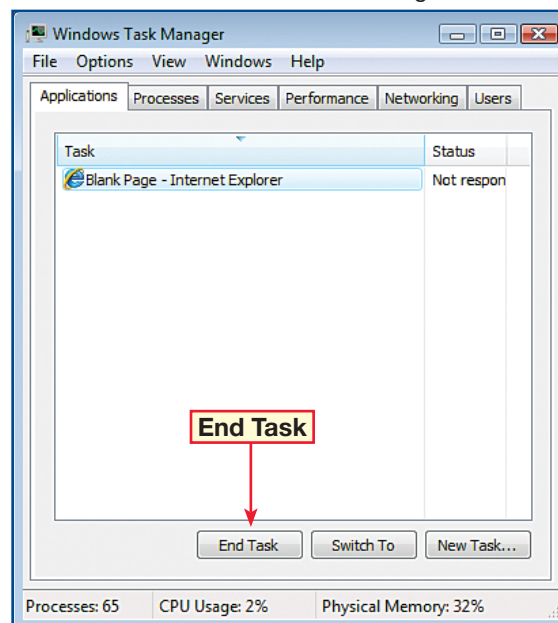 Windows Task Manager
File Options View Windows Help
Applications Processes Services Performance Networking Users
Task Status
Blank Page - Internet Explorer Not respon
End Task
End Task Switch To New Task...
Processes: 65 CPU Usage: 2% Physical Memory: 32%